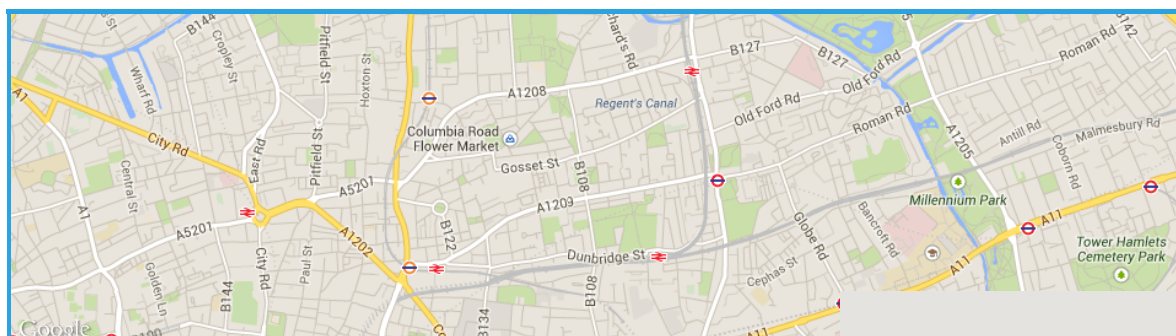 B144
Cropley St
Pitfield St
Hoxton St
Wharf Rd
A1
City Rd
East Rd
Pitfield St
Central St
A1
A5201
A5201
City Rd
Paul St
A1202
Golden Ln
B144
B100
Google
A1208
Columbia Road
Flower Market
Gosset St
B108
A1209
B122
Dunbridge St
B108
B134
Regent's Canal
B127
B127
Old Ford Rd
Old Ford Rd
Roman Rd
Roman Rd
B142
A1205
A1205
Antill Rd
Malmesbury Rd
Coborn Rd
Millennium Park
Globe Rd
Bancroft Rd
Cephas St
A11
A11
A11
Tower Hamlets
Cemetery Park